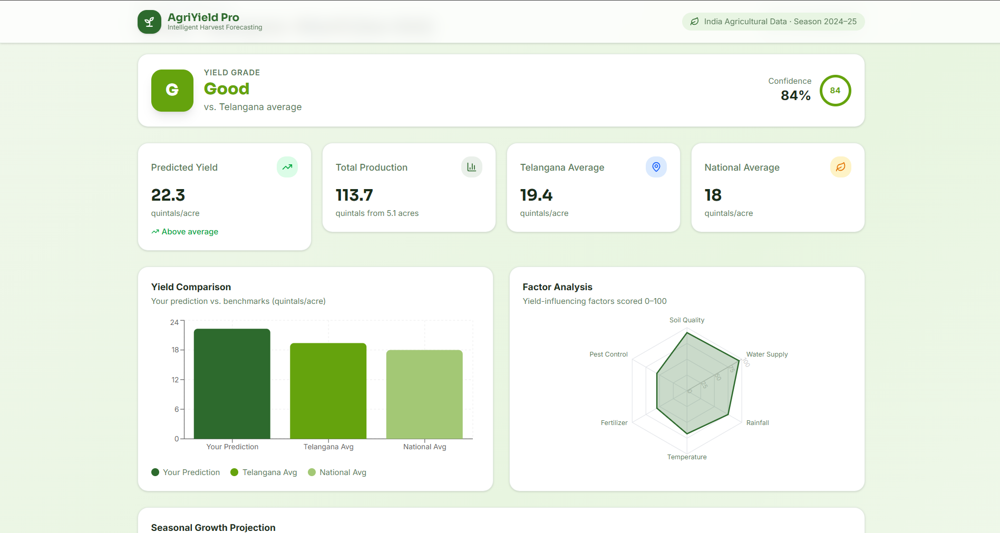 AgriYield Pro
Intelligent Harvest Forecasting
India Agricultural Data · Season 2024–25
YIELD GRADE
G
Good
vs. Telangana average
Confidence
84%
84
Predicted Yield
22.3
quintals/acre
Above average
Total Production
113.7
quintals from 5.1 acres
Telangana Average
19.4
quintals/acre
National Average
18
quintals/acre
Yield Comparison
Your prediction vs. benchmarks (quintals/acre)
24
18
12
6
0
Your Prediction
Telangana Avg
National Avg
Your Prediction
Telangana Avg
National Avg
Factor Analysis
Yield-influencing factors scored 0–100
Soil Quality
Pest Control
Water Supply
100
75
50
25
0
Fertilizer
Rainfall
Temperature
Seasonal Growth Projection